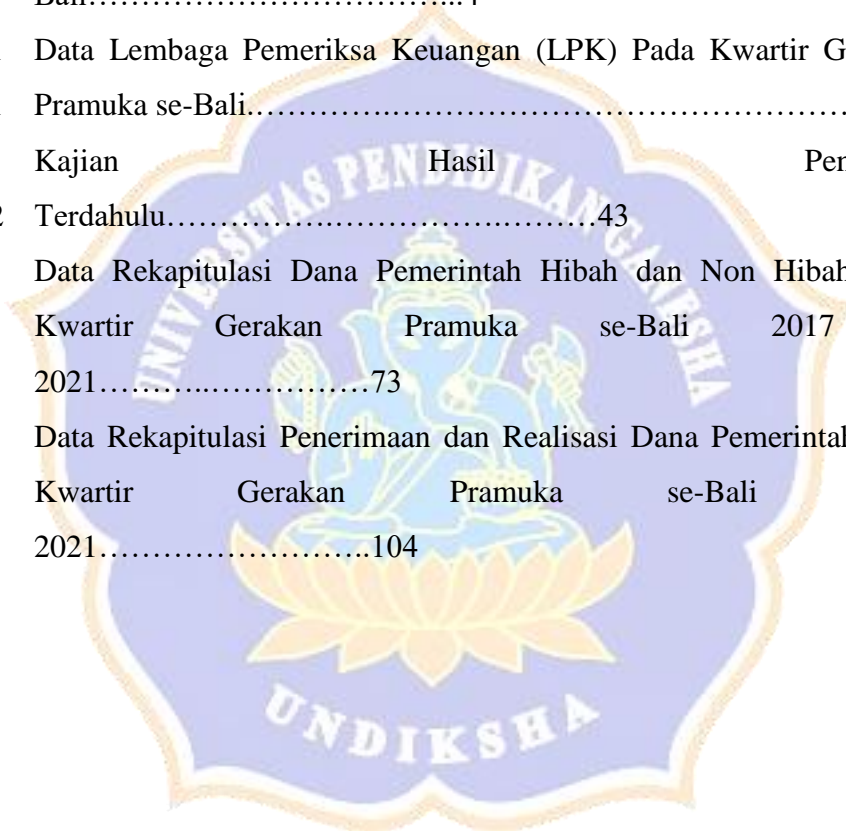 Data Lembaga Pemeriksa Keuangan (LPK) Pada Kwartir G
Pramuka se-Bali.………….……………………………………
Kajian Hasil Pen
2 Terdahulu…………….…………….………43
Data Rekapitulasi Dana Pemerintah Hibah dan Non Hibah
Kwartir Gerakan Pramuka se-Bali 2017
2021………..……………73
Data Rekapitulasi Penerimaan dan Realisasi Dana Pemerintah
Kwartir Gerakan Pramuka se-Bali
2021…………………….104
UNIVERSITAS PENDIDIKAN GANESHA
UNDIKSHA